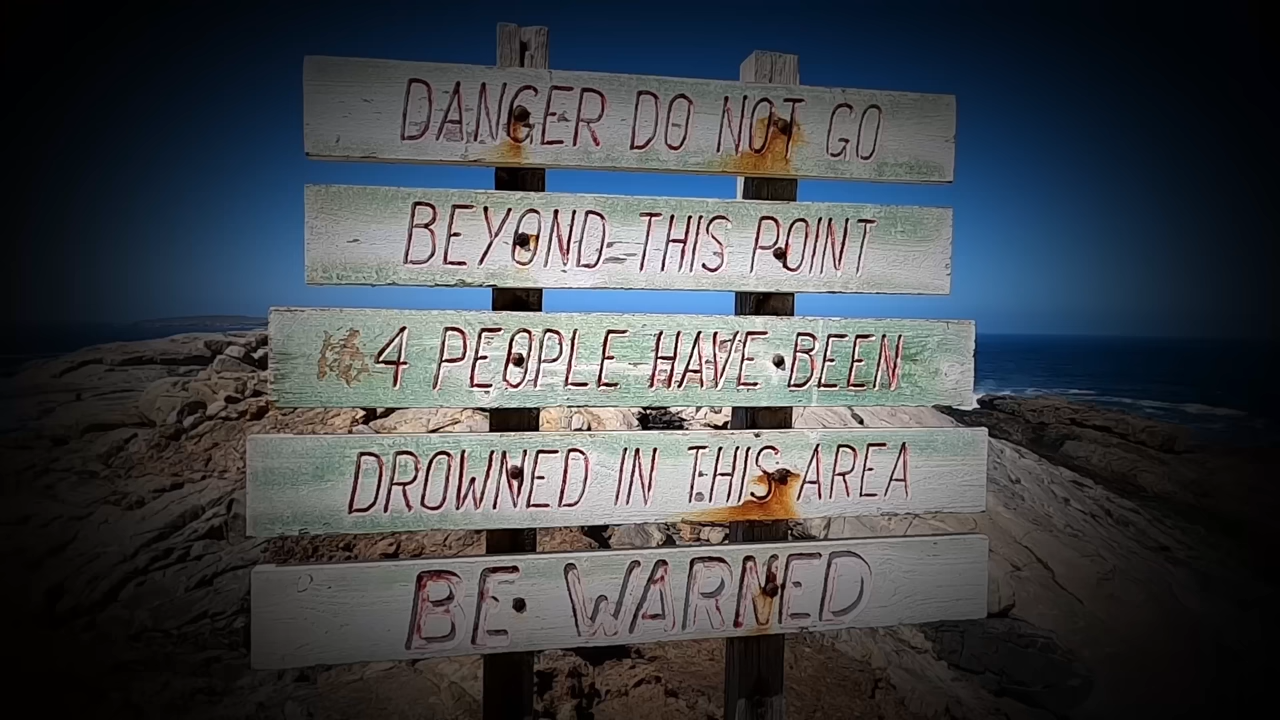 DANGER DO NOT GO
BEYOND THIS POINT
4 PEOPLE HAVE BEEN
DROWNED IN THIS AREA
BE WARNED